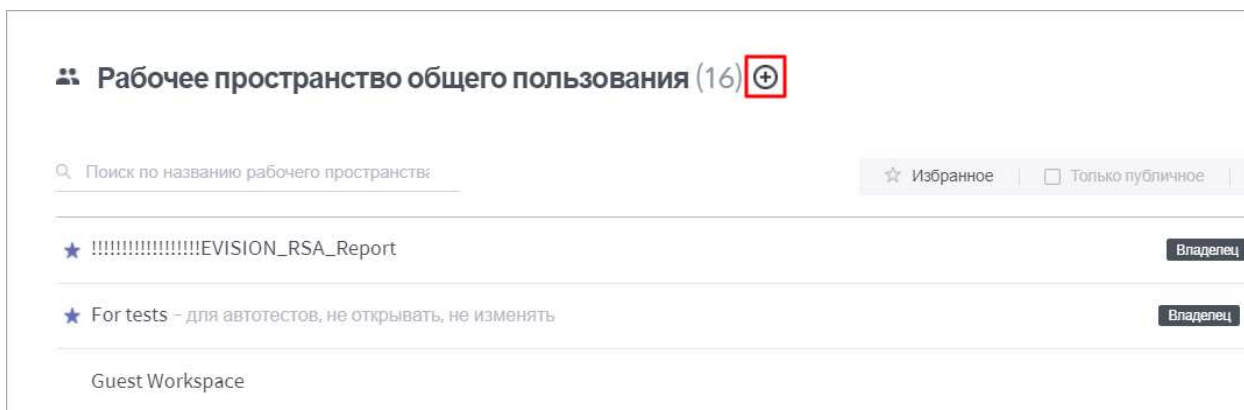 Рабочее пространство общего пользования (16)
Поиск по названию рабочего пространства
Избранное
Только публичное
!!!!!!!!!!!!!!!!!!EVISION_RSA_Report
Владелец
For tests – для автотестов, не открывать, не изменять
Владелец
Guest Workspace